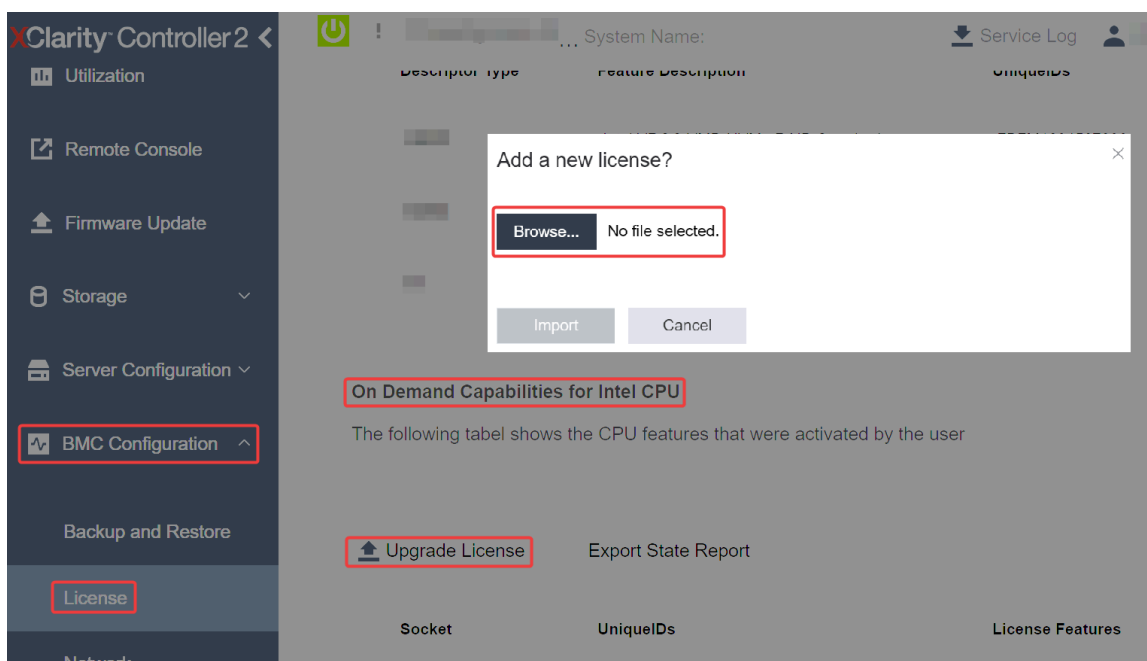 XClarity Controller 2
... System Name:
Service Log
Utilization
Descriptor Type Feature Description UniqueIDs
Remote Console
Add a new license?
Firmware Update
Browse... No file selected.
Storage
Import Cancel
Server Configuration
On Demand Capabilities for Intel CPU
BMC Configuration
The following tabel shows the CPU features that were activated by the user
Backup and Restore
Upgrade License Export State Report
License
Socket UniqueIDs License Features
Network